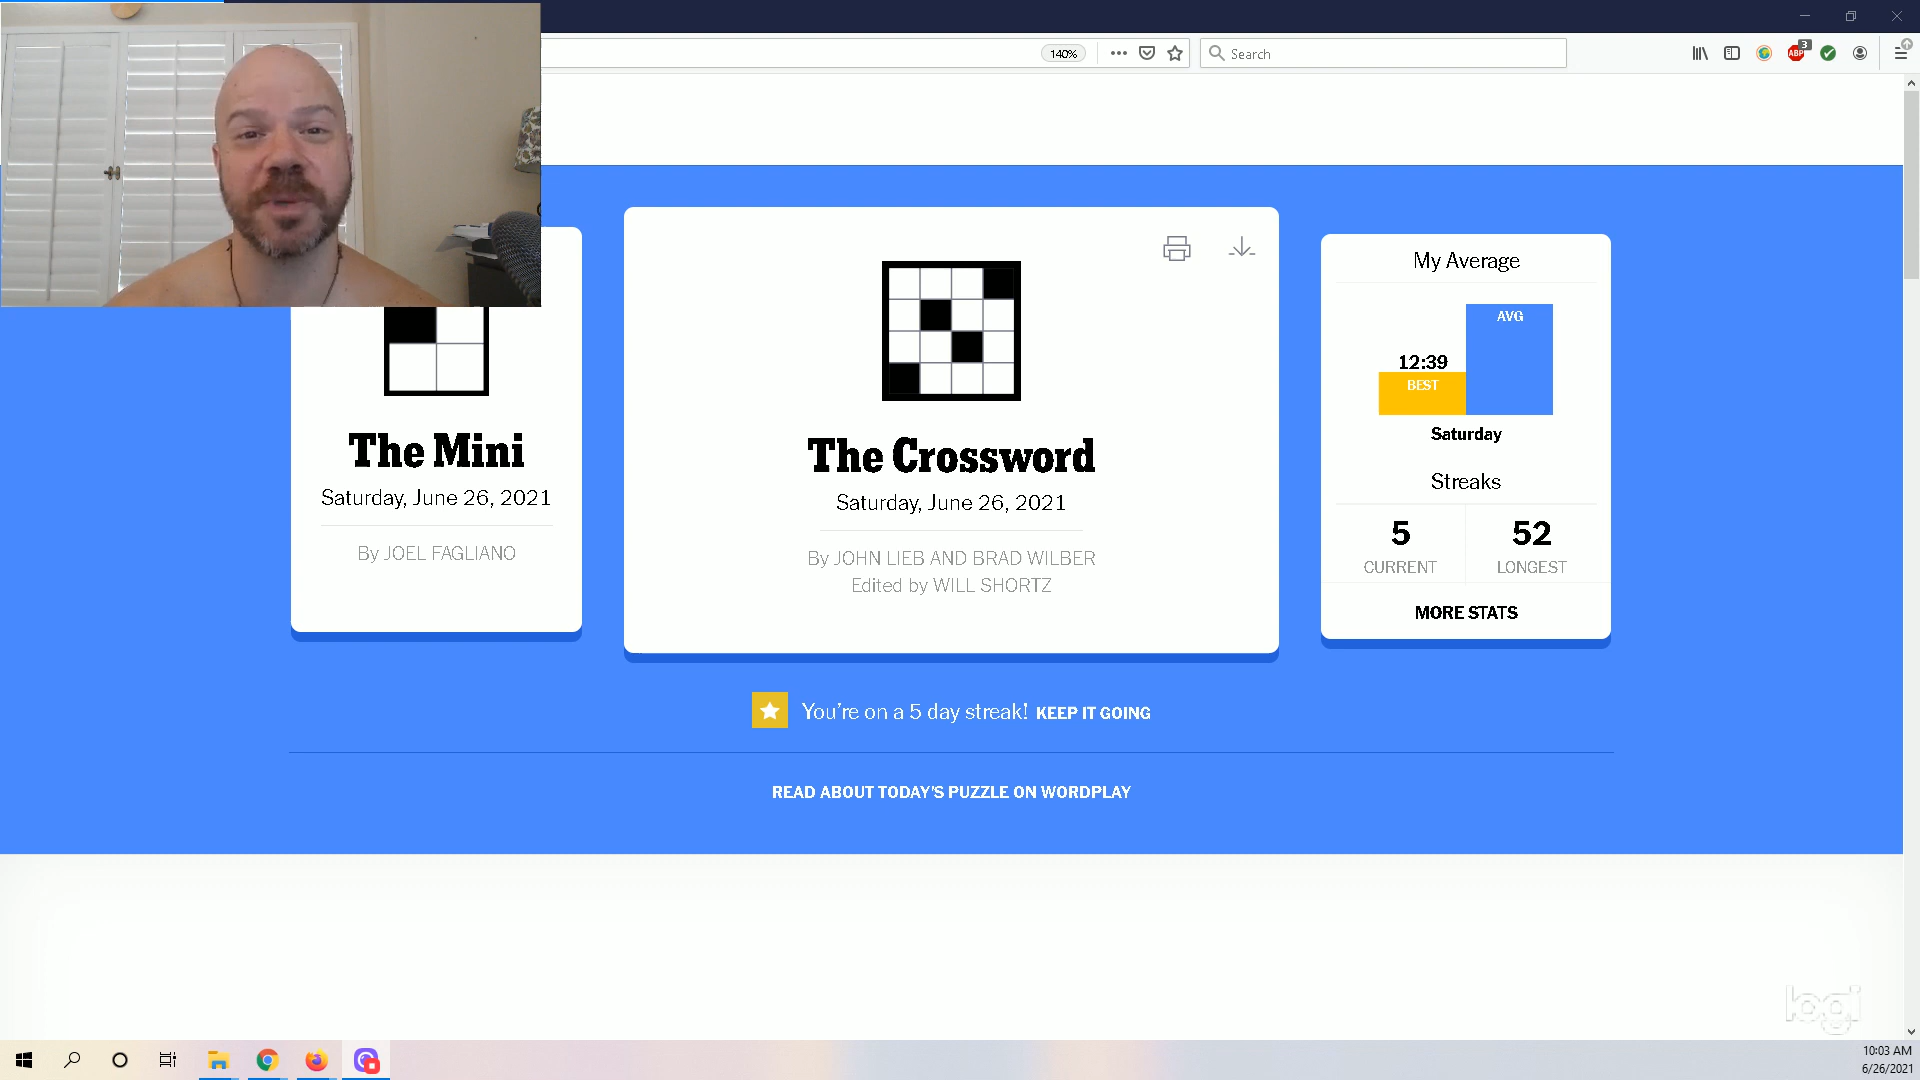 140%
Search
ABP
3
My Average
AVG
12:39
BEST
Saturday
Streaks
5
52
CURRENT
LONGEST
MORE STATS
The Mini
Saturday, June 26, 2021
By JOEL FAGLIANO
The Crossword
Saturday, June 26, 2021
By JOHN LIEB AND BRAD WILBER
Edited by WILL SHORTZ
You're on a 5 day streak! KEEP IT GOING
READ ABOUT TODAY'S PUZZLE ON WORDPLAY
logi
10:03 AM
6/26/2021